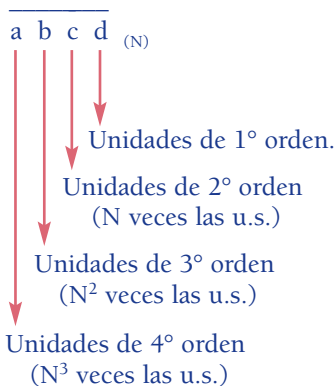 a b c d (N)
Unidades de 1° orden.
Unidades de 2° orden
(N veces las u.s.)
Unidades de 3° orden
(N² veces las u.s.)
Unidades de 4° orden
(N³ veces las u.s.)